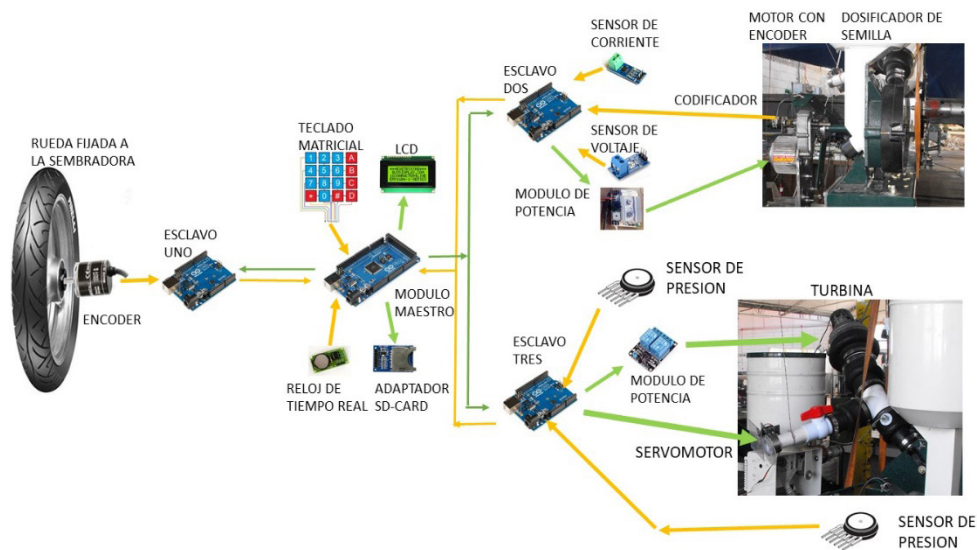 RUEDA FIJADA A
LA SEMBRADORA
ENCODER
ESCLAVO
UNO
TECLADO
MATRICIAL
1 2 3 A
4 5 6 B
7 8 9 C
* 0 # D
LCD
MODULO
MAESTRO
RELOJ DE
TIEMPO REAL
ADAPTADOR
SD-CARD
SENSOR DE
CORRIENTE
ESCLAVO
DOS
CODIFICADOR
SENSOR DE
VOLTAJE
MODULO DE
POTENCIA
MOTOR CON
ENCODER
DOSIFICADOR DE
SEMILLA
SENSOR DE
PRESION
ESCLAVO
TRES
MODULO DE
POTENCIA
TURBINA
SERVOMOTOR
SENSOR DE
PRESION